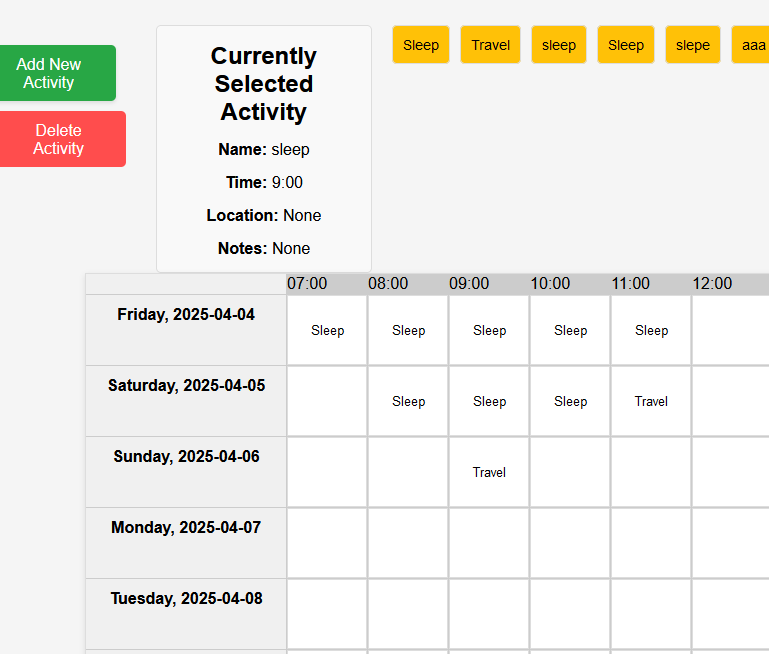 Add New
Activity
Delete
Activity
Currently
Selected
Activity
Name: sleep
Time: 9:00
Location: None
Notes: None
Sleep Travel sleep Sleep slepe aaa
07:00 08:00 09:00 10:00 11:00 12:00
Friday, 2025-04-04 Sleep Sleep Sleep Sleep Sleep
Saturday, 2025-04-05 Sleep Sleep Sleep Travel
Sunday, 2025-04-06 Travel
Monday, 2025-04-07
Tuesday, 2025-04-08